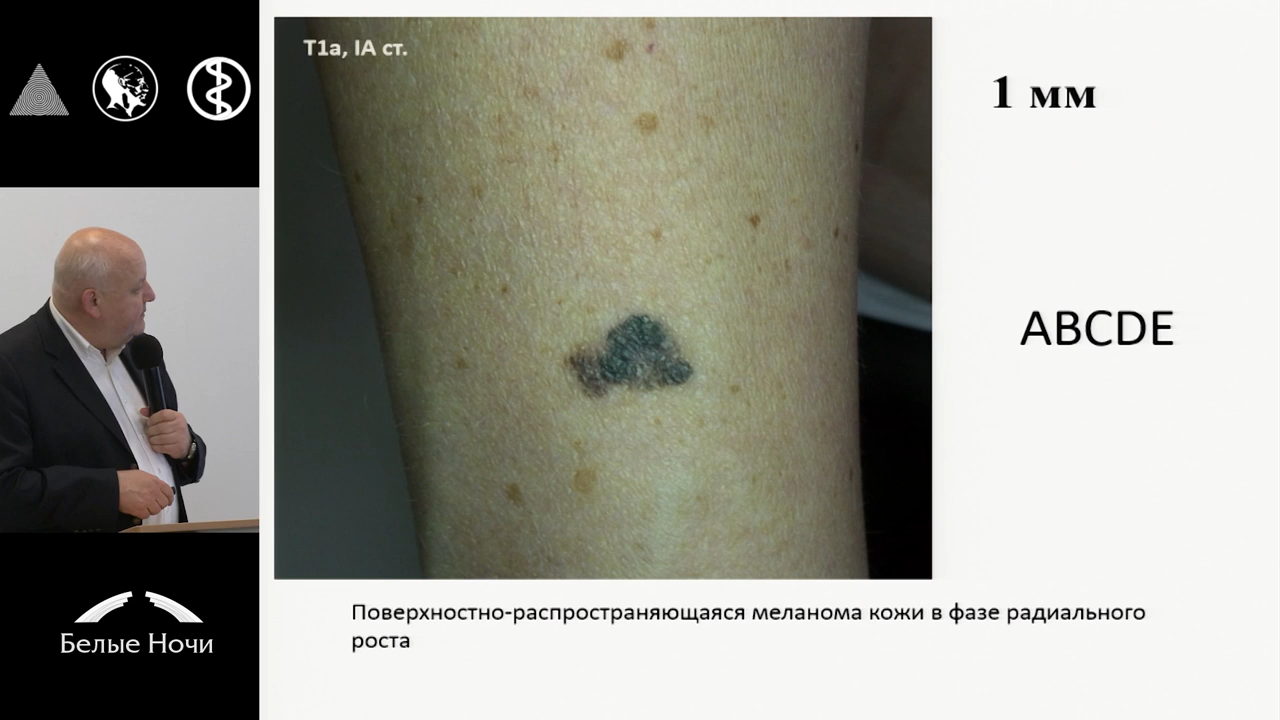 T1a, IA ст.
1 мм
ABCDE
Поверхностно-распространяющаяся меланома кожи в фазе радиального
роста
Белые Ночи